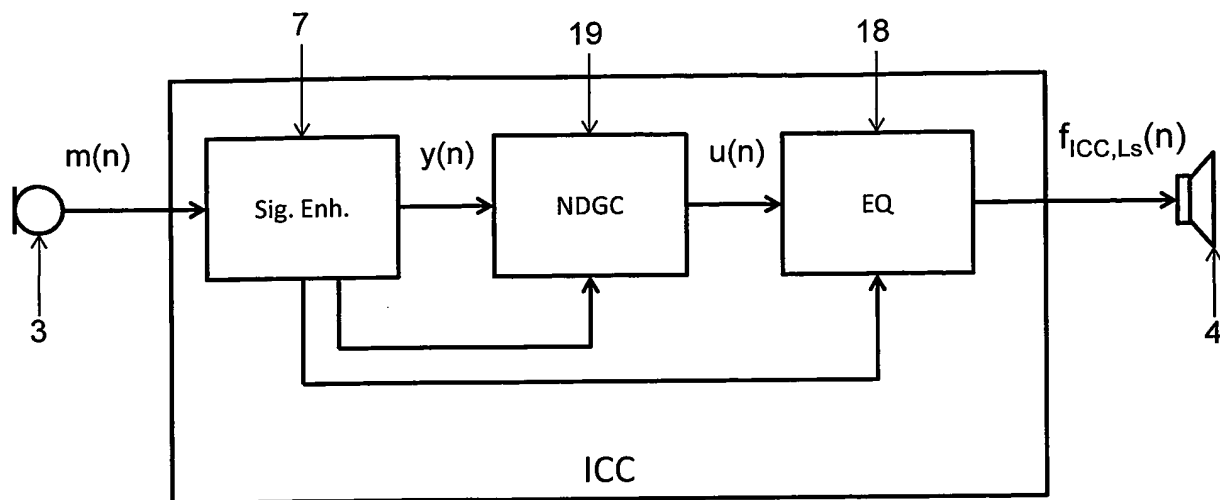 7
19
18
m(n)
y(n)
u(n)
f_ICC,Ls(n)
Sig. Enh.
NDGC
EQ
3
4
ICC